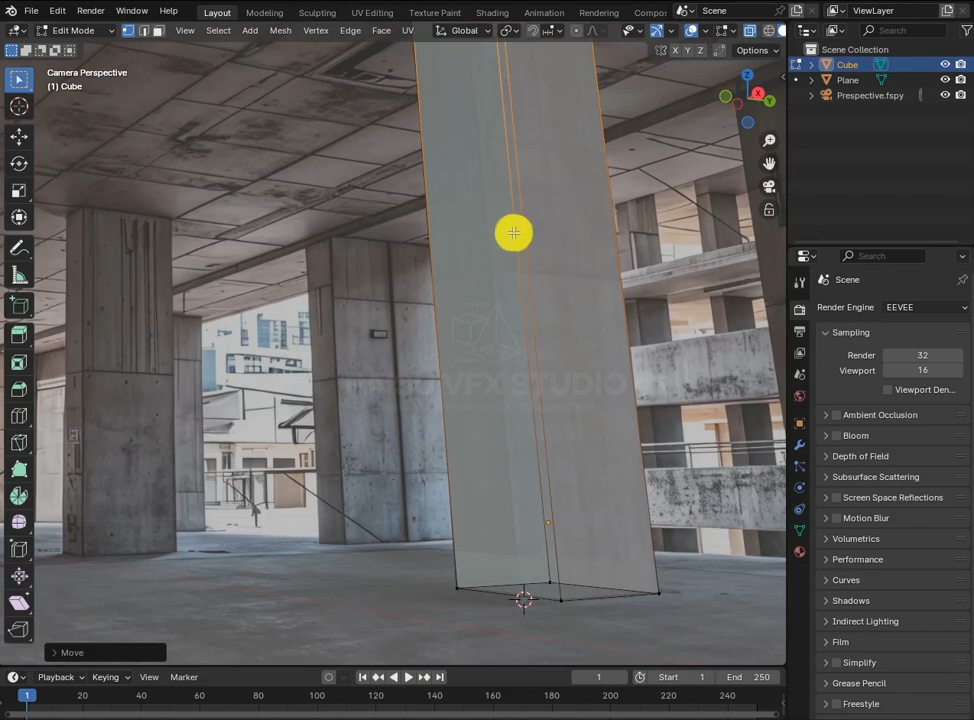 File Edit Render Window Help Layout Modeling Sculpting UV Editing Texture Paint Shading Animation Rendering Compos Scene ViewLayer
Edit Mode View Select Add Mesh Vertex Edge Face UV Global Search
X Y Z Options
Camera Perspective
(1) Cube
Z
X
Y
Scene Collection
Cube
Plane
Prespective.fspy
Search
Scene
Render Engine EEVEE
Sampling
Render 32
Viewport 16
Viewport Den...
Ambient Occlusion
Bloom
Depth of Field
Subsurface Scattering
Screen Space Reflections
Motion Blur
Volumetrics
Performance
Curves
Shadows
Indirect Lighting
Film
Simplify
Grease Pencil
Freestyle
VFX STUDIO
Move
Playback Keying View Marker 1 Start 1 End 250
1 20 40 60 80 100 120 140 160 180 200 220 240